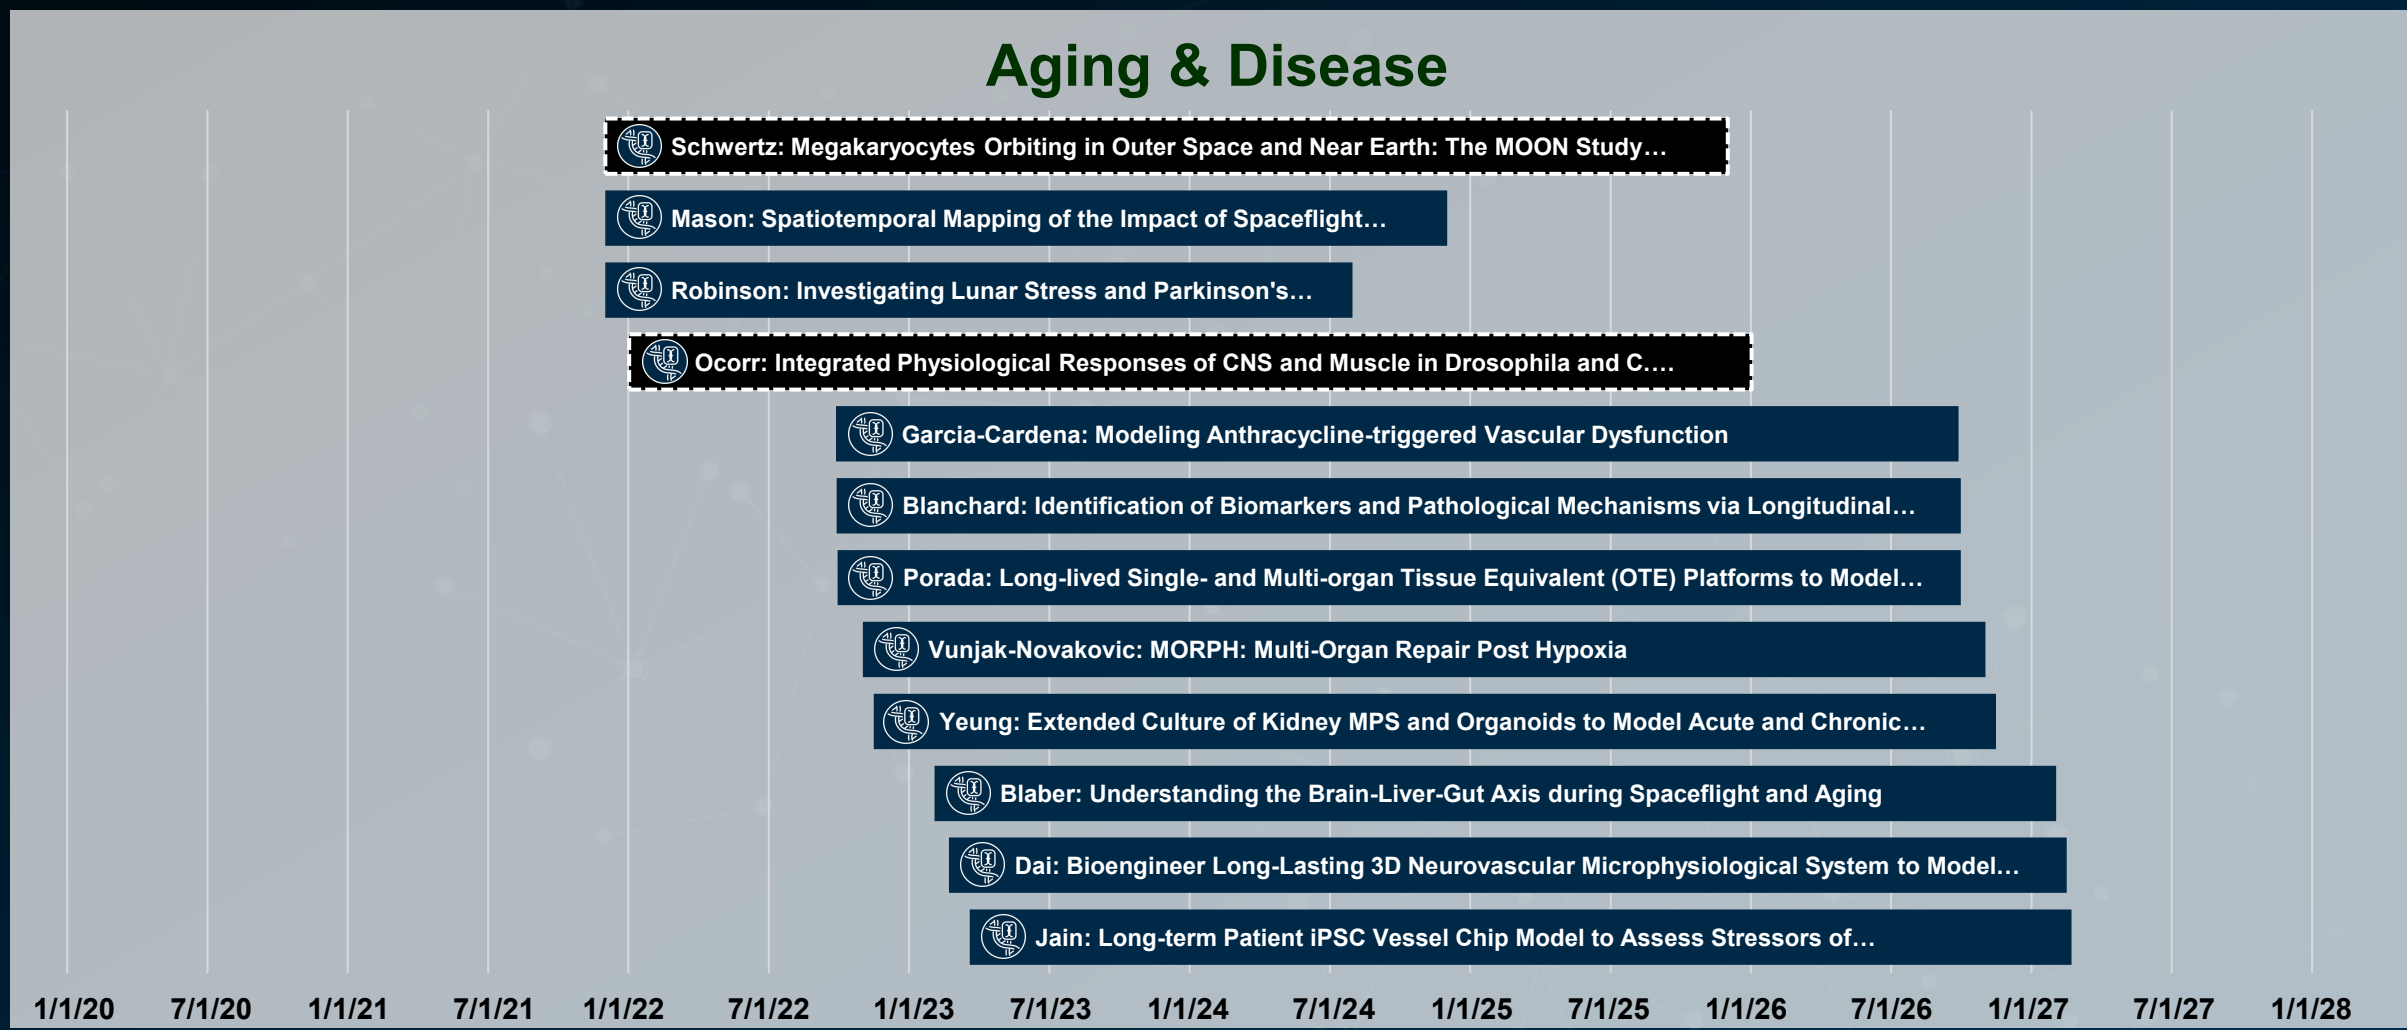 Aging & Disease
Schwertz: Megakaryocytes Orbiting in Outer Space and Near Earth: The MOON Study…
Mason: Spatiotemporal Mapping of the Impact of Spaceflight…
Robinson: Investigating Lunar Stress and Parkinson's…
Ocorr: Integrated Physiological Responses of CNS and Muscle in Drosophila and C.…
Garcia-Cardena: Modeling Anthracycline-triggered Vascular Dysfunction
Blanchard: Identification of Biomarkers and Pathological Mechanisms via Longitudinal…
Porada: Long-lived Single- and Multi-organ Tissue Equivalent (OTE) Platforms to Model…
Vunjak-Novakovic: MORPH: Multi-Organ Repair Post Hypoxia
Yeung: Extended Culture of Kidney MPS and Organoids to Model Acute and Chronic…
Blaber: Understanding the Brain-Liver-Gut Axis during Spaceflight and Aging
Dai: Bioengineer Long-Lasting 3D Neurovascular Microphysiological System to Model…
Jain: Long-term Patient iPSC Vessel Chip Model to Assess Stressors of…
1/1/20 7/1/20 1/1/21 7/1/21 1/1/22 7/1/22 1/1/23 7/1/23 1/1/24 7/1/24 1/1/25 7/1/25 1/1/26 7/1/26 1/1/27 7/1/27 1/1/28